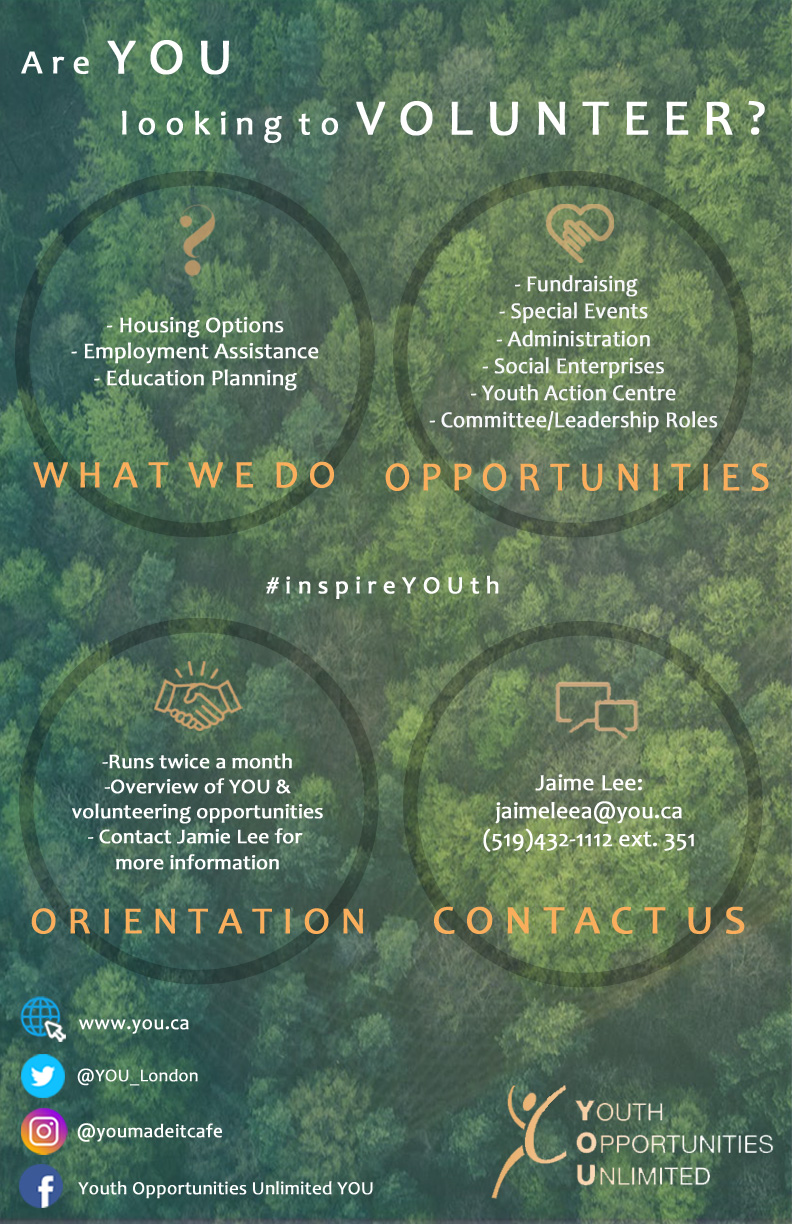 Are YOU
looking to VOLUNTEER?
- Housing Options
- Employment Assistance
- Education Planning
WHAT WE DO
- Fundraising
- Special Events
- Administration
- Social Enterprises
- Youth Action Centre
- Committee/Leadership Roles
OPPORTUNITIES
#inspireYOUth
-Runs twice a month
-Overview of YOU &
volunteering opportunities
- Contact Jamie Lee for
more information
ORIENTATION
Jaime Lee:
jaimeleea@you.ca
(519)432-1112 ext. 351
CONTACT US
www.you.ca
@YOU_London
@youmadeitcafe
Youth Opportunities Unlimited YOU
YOUTH
OPPORTUNITIES
UNLIMITED